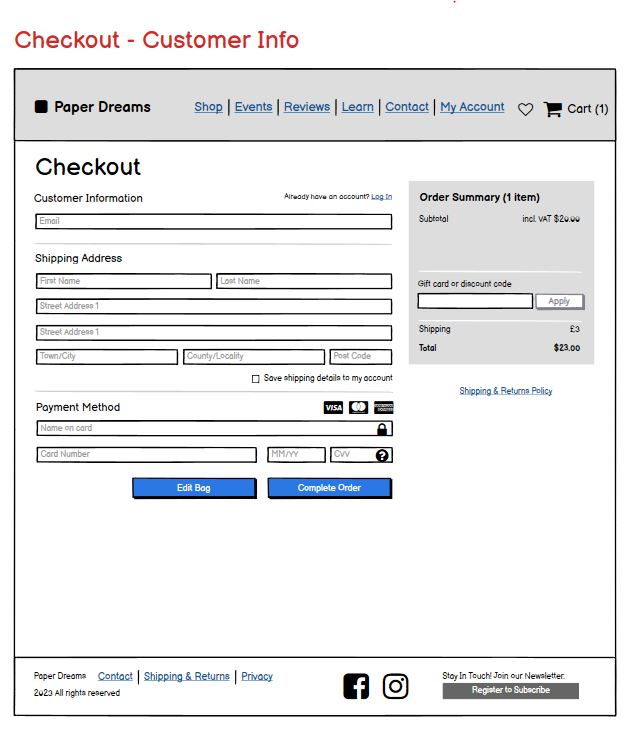 Checkout - Customer Info
Paper Dreams Shop Events Reviews Learn Contact My Account Cart (1)
Checkout
Customer Information Already have an account? Log In
Email
Shipping Address
First Name Last Name
Street Address 1
Street Address 1
Town/City County/Locality Post Code
Save shipping details to my account
Payment Method VISA
Name on card
Card Number MM/YY CVV ?
Edit Bag Complete Order
Order Summary (1 item)
Subtotal incl. VAT $20.00
Gift card or discount code
Apply
Shipping £3
Total $23.00
Shipping & Returns Policy
Paper Dreams Contact Shipping & Returns Privacy
2023 All rights reserved
Stay In Touch! Join our Newsletter.
Register to Subscribe